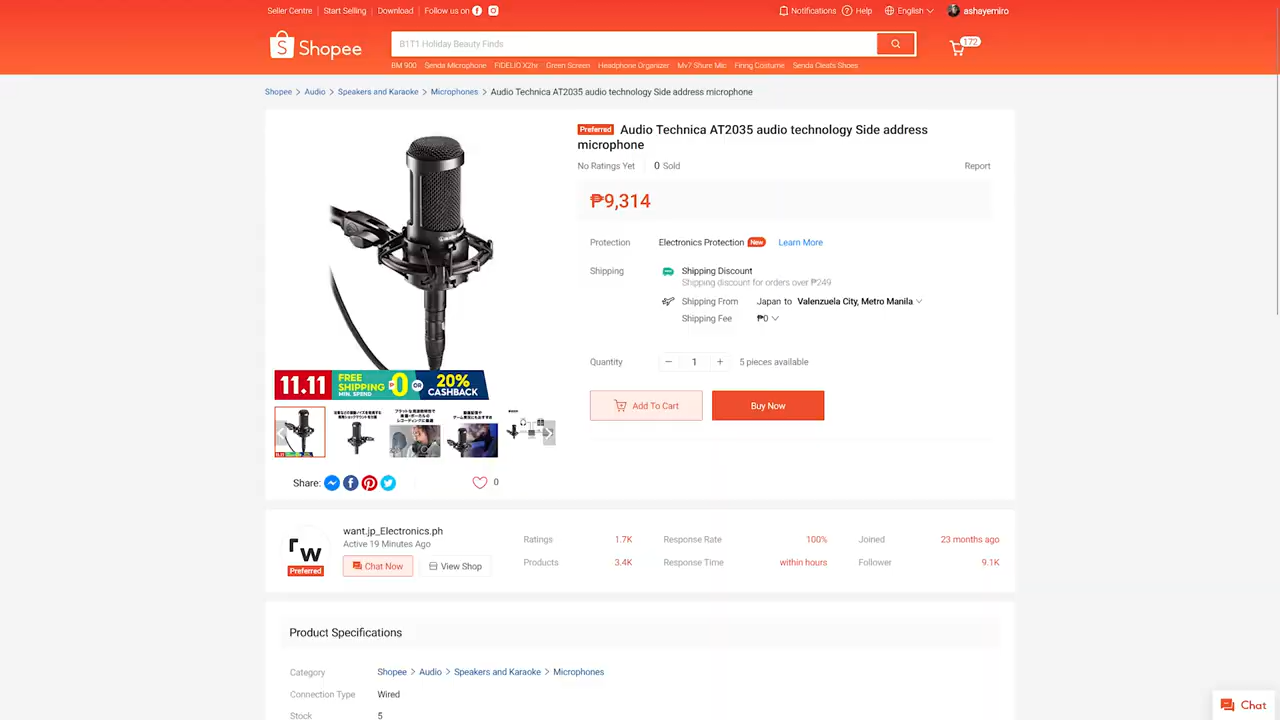 Seller Centre | Start Selling | Download | Follow us on
Notifications Help English ashayemiro
Shopee
B1T1 Holiday Beauty Finds
172
BM 900 Senda Microphone FIDELIO X2hr Green Screen Headphone Organizer Mv7 Shure Mic Firing Costume Senda Cleats Shoes
Shopee > Audio > Speakers and Karaoke > Microphones > Audio Technica AT2035 audio technology Side address microphone
Preferred Audio Technica AT2035 audio technology Side address
microphone
No Ratings Yet 0 Sold Report
₱9,314
Protection Electronics Protection New Learn More
Shipping Shipping Discount
Shipping discount for orders over ₱249
Shipping From Japan to Valenzuela City, Metro Manila
Shipping Fee ₱0
Quantity − 1 + 5 pieces available
Add To Cart Buy Now
11.11 FREE SHIPPING MIN. SPEND ₱0 OR 20% CASHBACK
Share: 0
want.jp_Electronics.ph
Active 19 Minutes Ago
rw
Preferred
Chat Now View Shop
Ratings 1.7K Response Rate 100% Joined 23 months ago
Products 3.4K Response Time within hours Follower 9.1K
Product Specifications
Category Shopee > Audio > Speakers and Karaoke > Microphones
Connection Type Wired
Stock 5
Chat